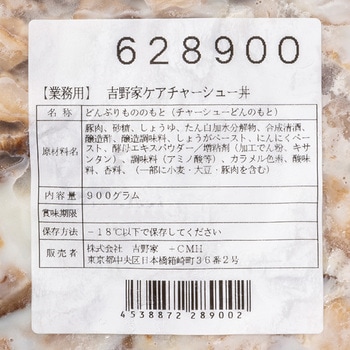 628900
【業務用】 吉野家ケアチャーシュー丼
名称 どんぶりもののもと（チャーシューどんのもと）
原材料名 豚肉、砂糖、しょうゆ、たん白加水分解物、合成清酒、
醸造酢、醸造調味料、しょうがペースト、にんにくペ
ースト、酵母エキスパウダー／増粘剤（加工でん粉、キサ
ンタン）、調味料（アミノ酸等）、カラメル色素、酸味
料、香料、（一部に小麦・大豆・豚肉を含む）
内容量 900グラム
賞味期限
保存方法 －18℃以下で保存してください
販売者 株式会社 吉野家 －CMH
東京都中央区日本橋箱崎町36番2号
4538872 289002